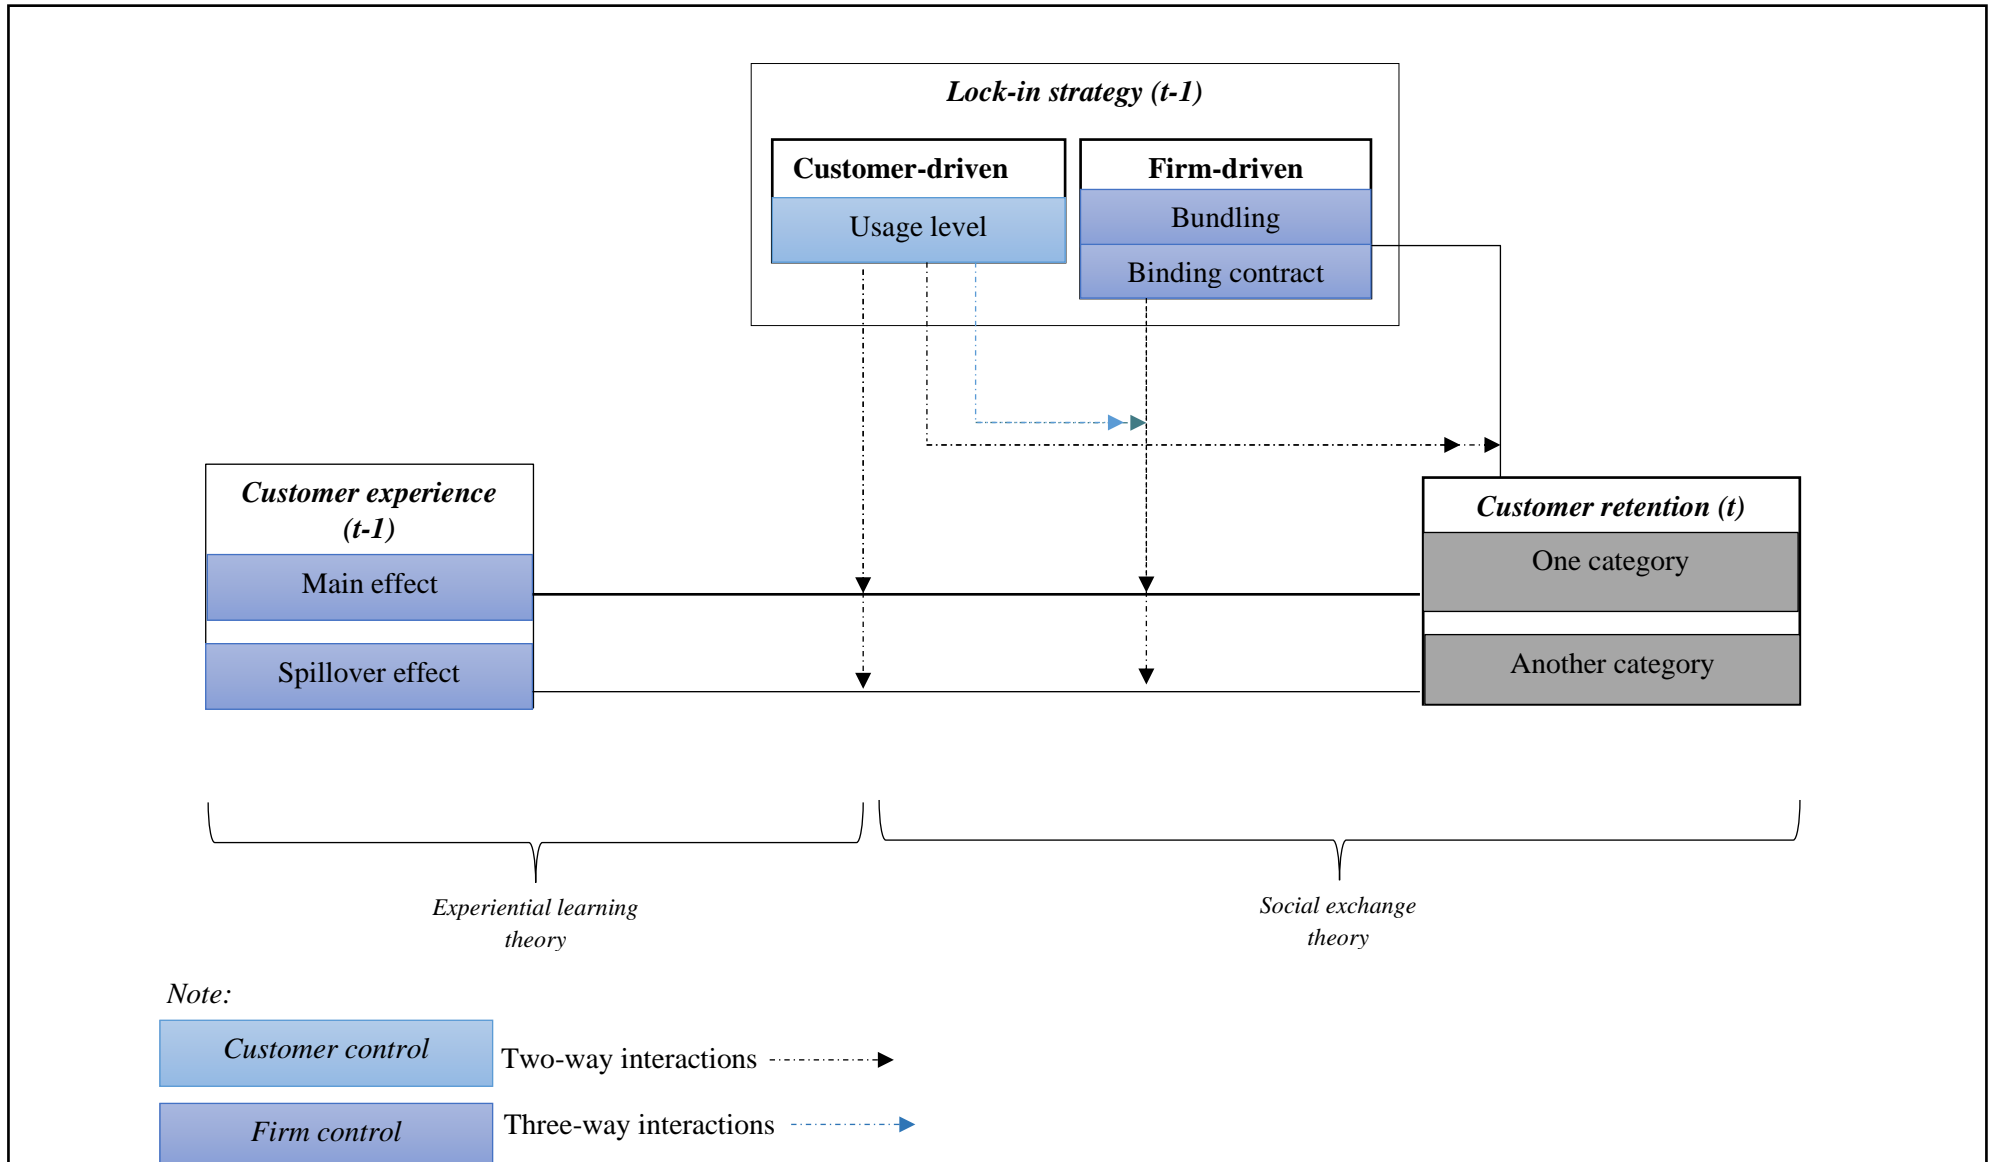 Lock-in strategy (t-1)
Customer-driven
Firm-driven
Usage level
Bundling
Binding contract
Customer experience
(t-1)
Main effect
Spillover effect
Customer retention (t)
One category
Another category
Experiential learning
theory
Social exchange
theory
Note:
Customer control
Two-way interactions
Firm control
Three-way interactions